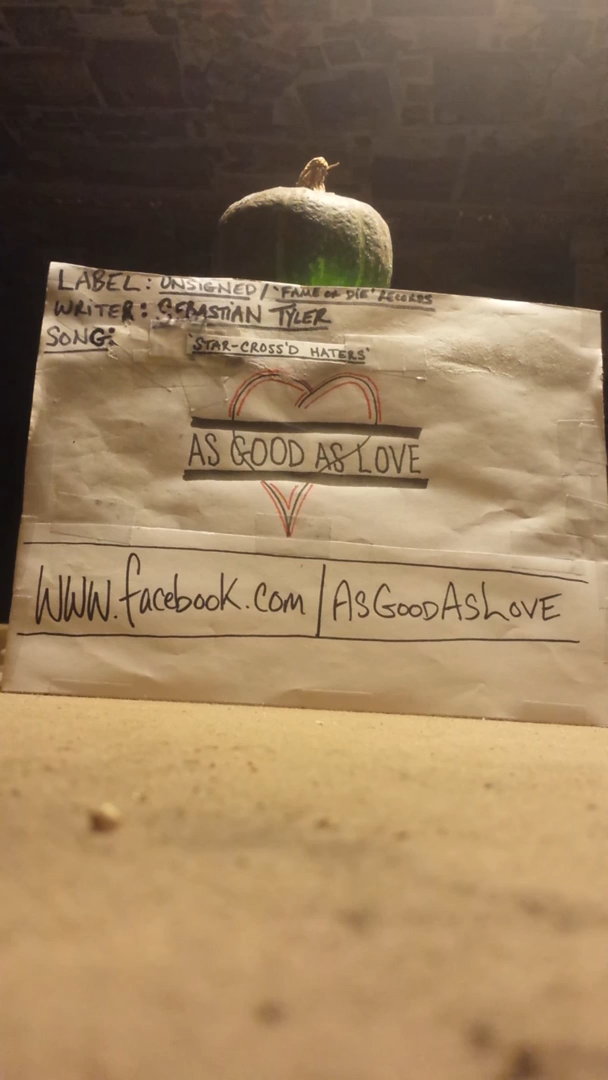 LABEL: UNSIGNED / 'FAME OR DIE' RECORDS
WRITER: SEBASTIAN TYLER
SONG: 'STAR-CROSS'D HATERS'
AS GOOD AS LOVE
WWW.facebook.com/ASGOODASLOVE